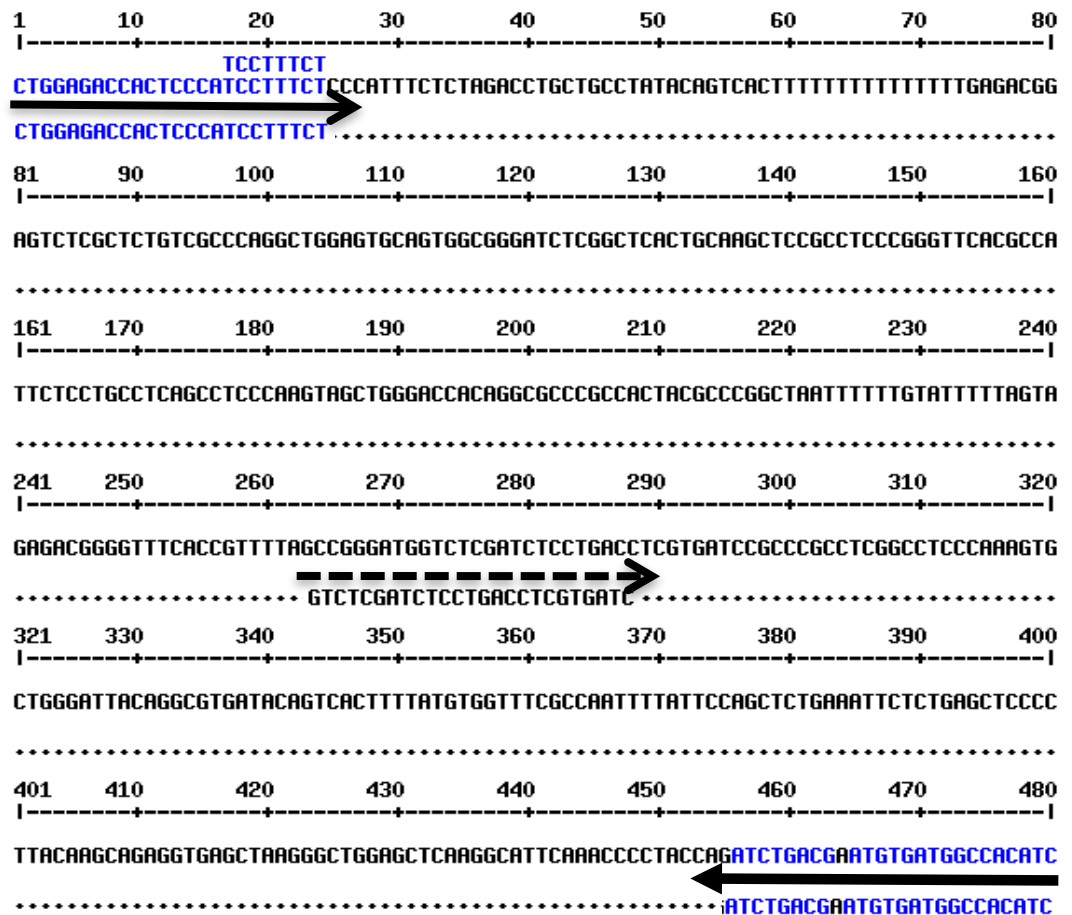 1 10 20 30 40 50 60 70 80
|--------+---------+---------+---------+---------+---------+---------+---------|
TCCTTTCT
CTGGAGACCACTCCCATCCTTTCTCCCATTTCTCTAGACCTGCTGCCTATACAGTCACTTTTTTTTTTTTTTTGAGACGG
CTGGAGACCACTCCCATCCTTTCT
81 90 100 110 120 130 140 150 160
|--------+---------+---------+---------+---------+---------+---------+---------|
AGTCTCGCTCTGTCGCCCAGGCTGGAGTGCAGTGGCGGGATCTCGGCTCACTGCAAGCTCCGCCTCCCGGGTTCACGCCA
161 170 180 190 200 210 220 230 240
|--------+---------+---------+---------+---------+---------+---------+---------|
TTCTCCTGCCTCAGCCTCCCAAGTAGCTGGGACCACAGGCGCCCGCCACTACGCCCGGCTAATTTTTTGTATTTTTAGTA
241 250 260 270 280 290 300 310 320
|--------+---------+---------+---------+---------+---------+---------+---------|
GAGACGGGGTTTCACCGTTTTAGCCGGGATGGTCTCGATCTCCTGACCTCGTGATCCGCCCGCCTCGGCCTCCCAAAGTG
GTCTCGATCTCCTGACCTCGTGATC
321 330 340 350 360 370 380 390 400
|--------+---------+---------+---------+---------+---------+---------+---------|
CTGGGATTACAGGCGTGATACAGTCACTTTTATGTGGTTTCGCCAATTTTATTCCAGCTCTGAAATTCTCTGAGCTCCCC
401 410 420 430 440 450 460 470 480
|--------+---------+---------+---------+---------+---------+---------+---------|
TTACAAGCAGAGGTGAGCTAAGGGCTGGAGCTCAAGGCATTCAAACCCCTACCAGATCTGACGAATGTGATGGCCACATC
GATCTGACGAATGTGATGGCCACATC